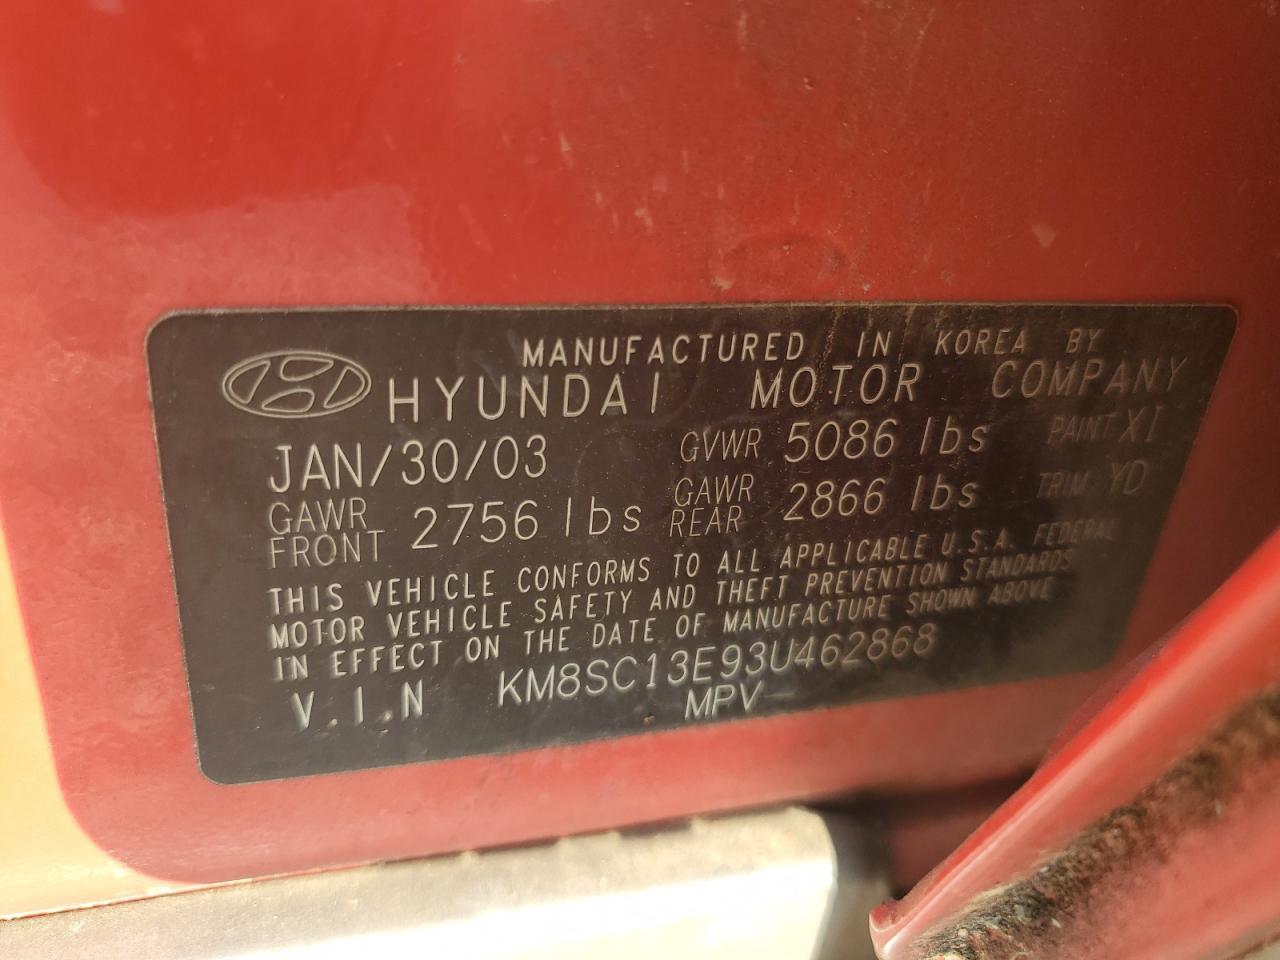 MANUFACTURED IN KOREA BY
HYUNDAI MOTOR COMPANY
JAN/30/03 GVWR 5086 lbs PAINT XI
GAWR FRONT 2756 lbs GAWR REAR 2866 lbs TRIM YD
THIS VEHICLE CONFORMS TO ALL APPLICABLE U.S.A. FEDERAL
MOTOR VEHICLE SAFETY AND THEFT PREVENTION STANDARDS
IN EFFECT ON THE DATE OF MANUFACTURE SHOWN ABOVE
V.I.N KM8SC13E93U462868
MPV